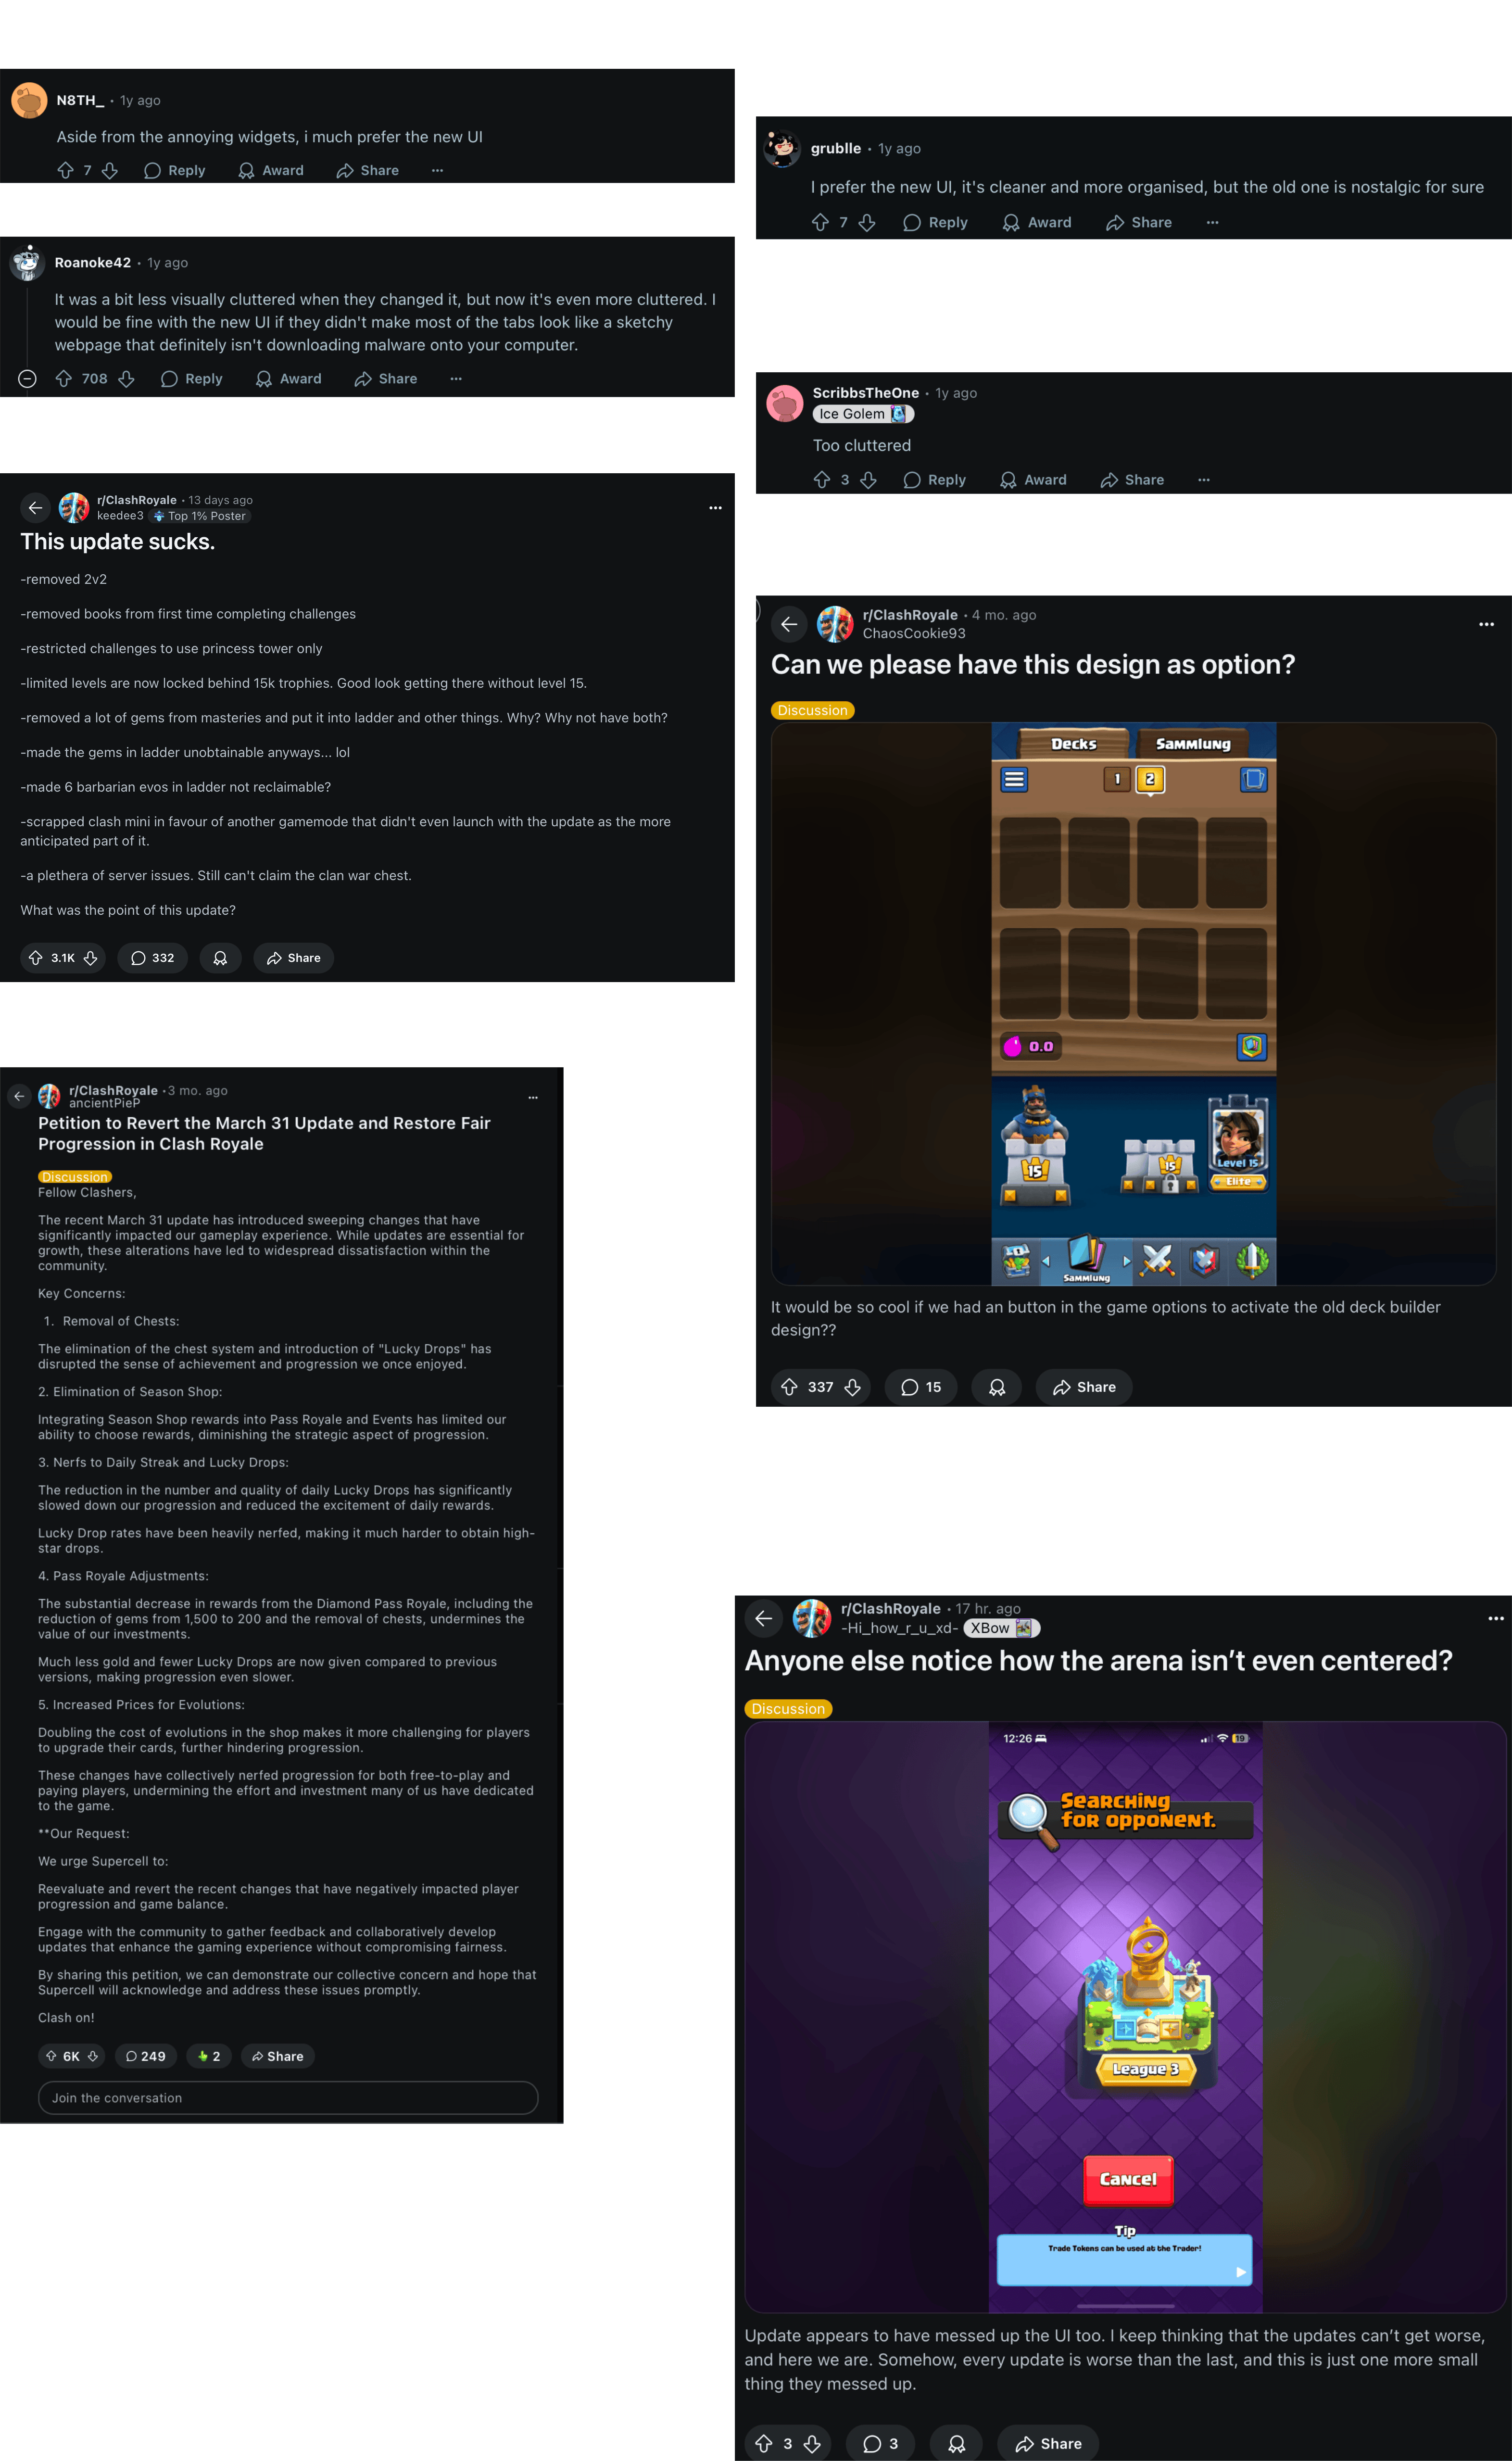 N8TH_ • 1y ago
Aside from the annoying widgets, i much prefer the new UI
7 Reply Award Share ...
Roanoke42 • 1y ago
It was a bit less visually cluttered when they changed it, but now it's even more cluttered. I
would be fine with the new UI if they didn't make most of the tabs look like a sketchy
webpage that definitely isn't downloading malware onto your computer.
708 Reply Award Share ...
r/ClashRoyale • 13 days ago
keedee3 Top 1% Poster
This update sucks.
-removed 2v2
-removed books from first time completing challenges
-restricted challenges to use princess tower only
-limited levels are now locked behind 15k trophies. Good look getting there without level 15.
-removed a lot of gems from masteries and put it into ladder and other things. Why? Why not have both?
-made the gems in ladder unobtainable anyways... lol
-made 6 barbarian evos in ladder not reclaimable?
-scrapped clash mini in favour of another gamemode that didn't even launch with the update as the more
anticipated part of it.
-a plethera of server issues. Still can't claim the clan war chest.
What was the point of this update?
3.1K 332 Share
r/ClashRoyale •3 mo. ago
ancientPieP
Petition to Revert the March 31 Update and Restore Fair
Progression in Clash Royale
Discussion
Fellow Clashers,
The recent March 31 update has introduced sweeping changes that have
significantly impacted our gameplay experience. While updates are essential for
growth, these alterations have led to widespread dissatisfaction within the
community.
Key Concerns:
1. Removal of Chests:
The elimination of the chest system and introduction of "Lucky Drops" has
disrupted the sense of achievement and progression we once enjoyed.
2. Elimination of Season Shop:
Integrating Season Shop rewards into Pass Royale and Events has limited our
ability to choose rewards, diminishing the strategic aspect of progression.
3. Nerfs to Daily Streak and Lucky Drops:
The reduction in the number and quality of daily Lucky Drops has significantly
slowed down our progression and reduced the excitement of daily rewards.
Lucky Drop rates have been heavily nerfed, making it much harder to obtain high-
star drops.
4. Pass Royale Adjustments:
The substantial decrease in rewards from the Diamond Pass Royale, including the
reduction of gems from 1,500 to 200 and the removal of chests, undermines the
value of our investments.
Much less gold and fewer Lucky Drops are now given compared to previous
versions, making progression even slower.
5. Increased Prices for Evolutions:
Doubling the cost of evolutions in the shop makes it more challenging for players
to upgrade their cards, further hindering progression.
These changes have collectively nerfed progression for both free-to-play and
paying players, undermining the effort and investment many of us have dedicated
to the game.
**Our Request:
We urge Supercell to:
Reevaluate and revert the recent changes that have negatively impacted player
progression and game balance.
Engage with the community to gather feedback and collaboratively develop
updates that enhance the gaming experience without compromising fairness.
By sharing this petition, we can demonstrate our collective concern and hope that
Supercell will acknowledge and address these issues promptly.
Clash on!
6K 249 2 Share
Join the conversation
grublle • 1y ago
I prefer the new UI, it's cleaner and more organised, but the old one is nostalgic for sure
7 Reply Award Share ...
ScribbsTheOne • 1y ago
Ice Golem
Too cluttered
3 Reply Award Share ...
r/ClashRoyale • 4 mo. ago
ChaosCookie93
Can we please have this design as option?
Discussion
Decks Sammlung
1 2
0.0
15 15 Level 15
Elite
1
Sammlung
It would be so cool if we had an button in the game options to activate the old deck builder
design??
337 15 Share
r/ClashRoyale • 17 hr. ago
-Hi_how_r_u_xd- XBow
Anyone else notice how the arena isn't even centered?
Discussion
12:26 19
Searching
for opponent.
League 3
Cancel
Tip
Trade Tokens can be used at the Trader!
Update appears to have messed up the UI too. I keep thinking that the updates can't get worse,
and here we are. Somehow, every update is worse than the last, and this is just one more small
thing they messed up.
3 3 Share